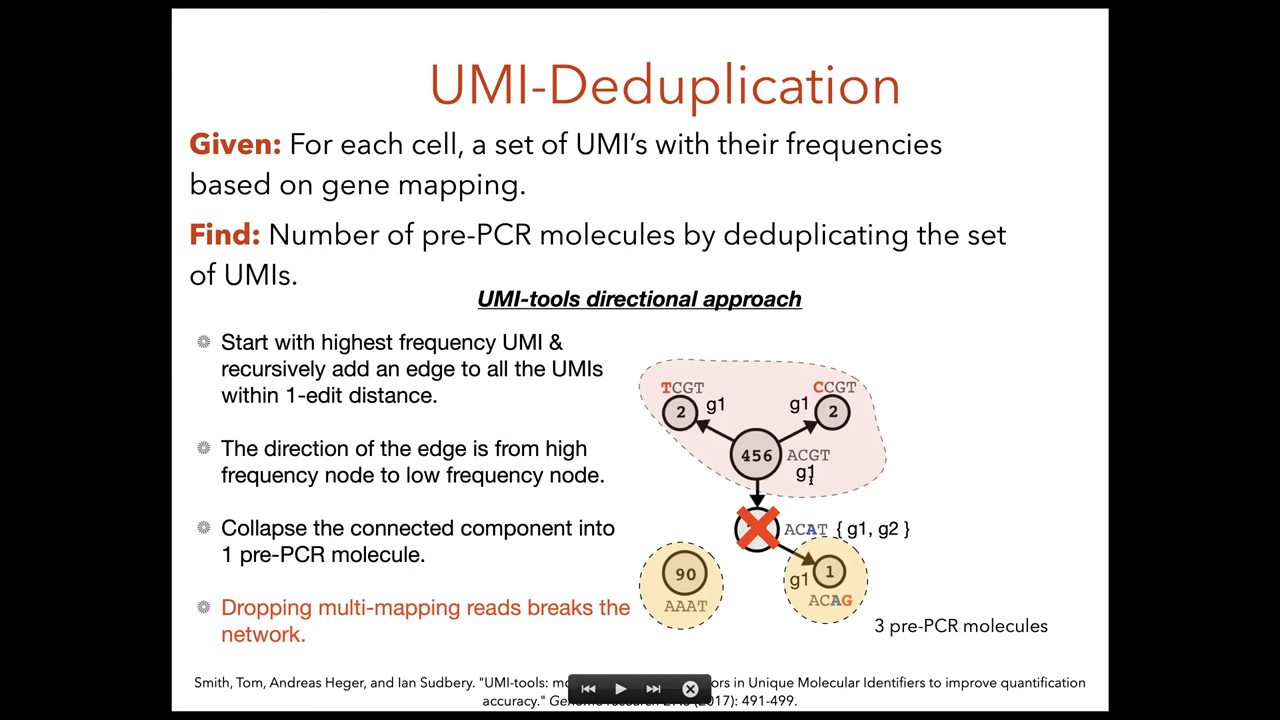 UMI-Deduplication
Given: For each cell, a set of UMI's with their frequencies
based on gene mapping.
Find: Number of pre-PCR molecules by deduplicating the set
of UMIs.
UMI-tools directional approach
Start with highest frequency UMI &
recursively add an edge to all the UMIs
within 1-edit distance.
The direction of the edge is from high
frequency node to low frequency node.
Collapse the connected component into
1 pre-PCR molecule.
Dropping multi-mapping reads breaks the
network.
TCGT
CCGT
2
g1
g1
2
456
ACGT
g1
ACAT { g1, g2 }
90
AAAT
g1
1
ACAG
3 pre-PCR molecules
Smith, Tom, Andreas Heger, and Ian Sudbery. "UMI-tools: in Unique Molecular Identifiers to improve quantification
accuracy." (2017): 491-499.